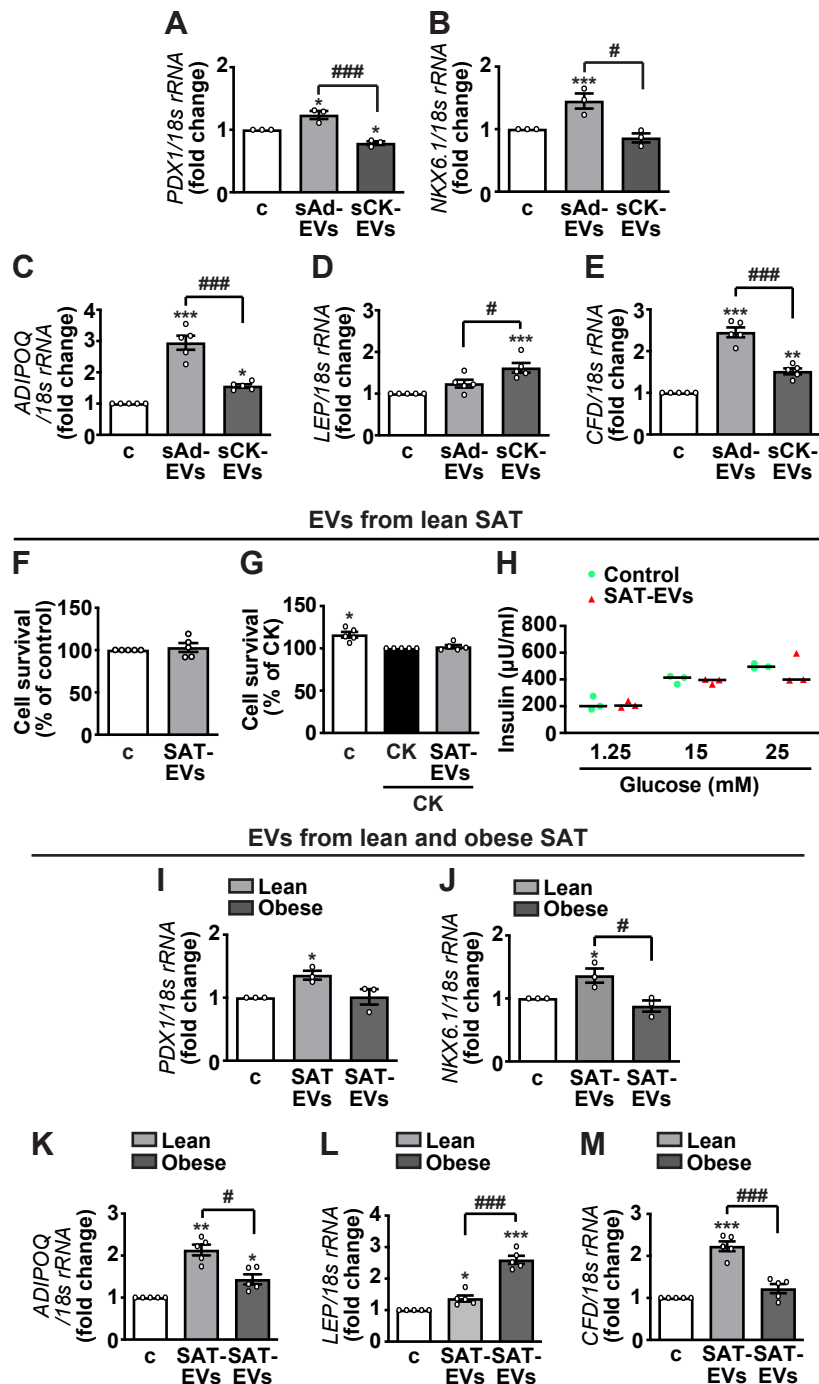 A
PDX1/18s rRNA
(fold change)
2
1
0
*
###
*
c
sAd-
EVs
sCK-
EVs
B
NKX6.1/18s rRNA
(fold change)
2
1
0
***
#
c
sAd-
EVs
sCK-
EVs
C
ADIPOQ
/18s rRNA
(fold change)
4
3
2
1
0
***
###
*
c
sAd-
EVs
sCK-
EVs
D
LEP/18s rRNA
(fold change)
3
2
1
0
#
***
c
sAd-
EVs
sCK-
EVs
E
CFD/18s rRNA
(fold change)
3
2
1
0
***
###
**
c
sAd-
EVs
sCK-
EVs
EVs from lean SAT
F
Cell survival
(% of control)
150
100
50
0
c
SAT-
EVs
G
Cell survival
(% of CK)
150
100
50
0
*
c
CK
SAT-
EVs
CK
H
Control
SAT-EVs
Insulin (µU/ml)
800
600
400
200
0
1.25
15
25
Glucose (mM)
EVs from lean and obese SAT
I
Lean
Obese
PDX1/18s rRNA
(fold change)
2
1
0
*
c
SAT
EVs
SAT-
EVs
J
Lean
Obese
NKX6.1/18s rRNA
(fold change)
2
1
0
*
#
c
SAT-
EVs
SAT-
EVs
K
Lean
Obese
ADIPOQ
/18s rRNA
(fold change)
3
2
1
0
**
#
*
c
SAT-
EVs
SAT-
EVs
L
Lean
Obese
LEP/18s rRNA
(fold change)
4
3
2
1
0
*
###
***
c
SAT-
EVs
SAT-
EVs
M
Lean
Obese
CFD/18s rRNA
(fold change)
3
2
1
0
***
###
c
SAT-
EVs
SAT-
EVs